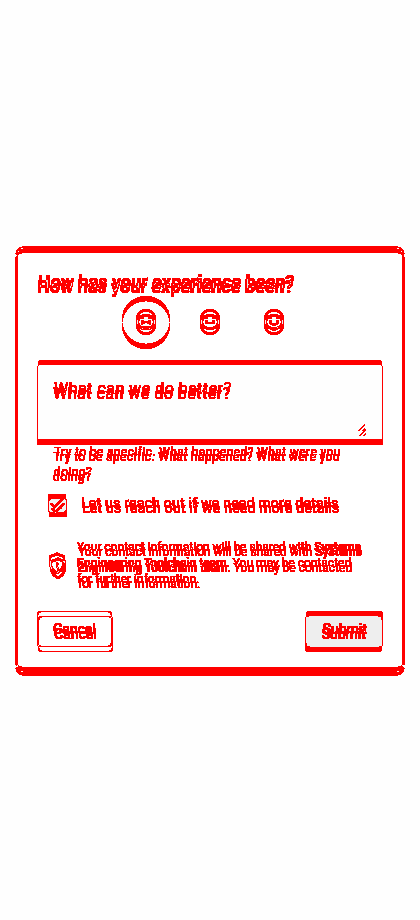 How has your experience been?
What can we do better?
Try to be specific. What happened? What were you
doing?
Let us reach out if we need more details
Your contact information will be shared with Systems
Engineering Toolchain team. You may be contacted
for further information.
Cancel
Submit